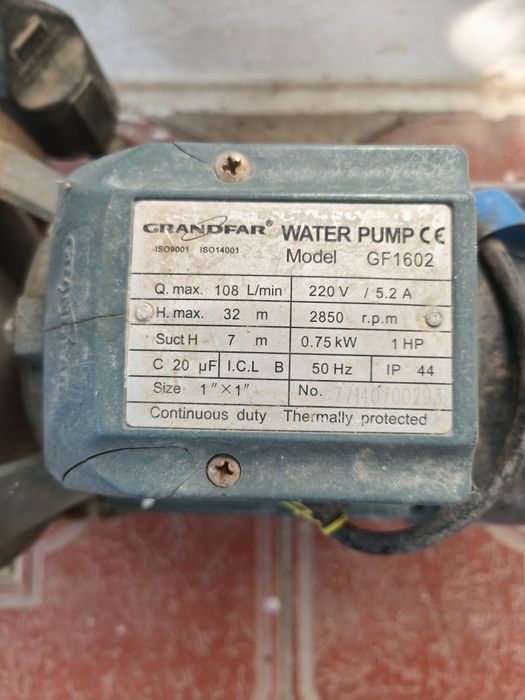 GRANDFAR® WATER PUMP CE
ISO9001 ISO14001 Model GF1602
Q. max. 108 L/min 220 V / 5.2 A
H. max. 32 m 2850 r.p.m
Suct H 7 m 0.75 kW 1 HP
C 20 µF I.C.L B 50 Hz IP 44
Size 1"×1" No. 77140700293
Continuous duty Thermally protected